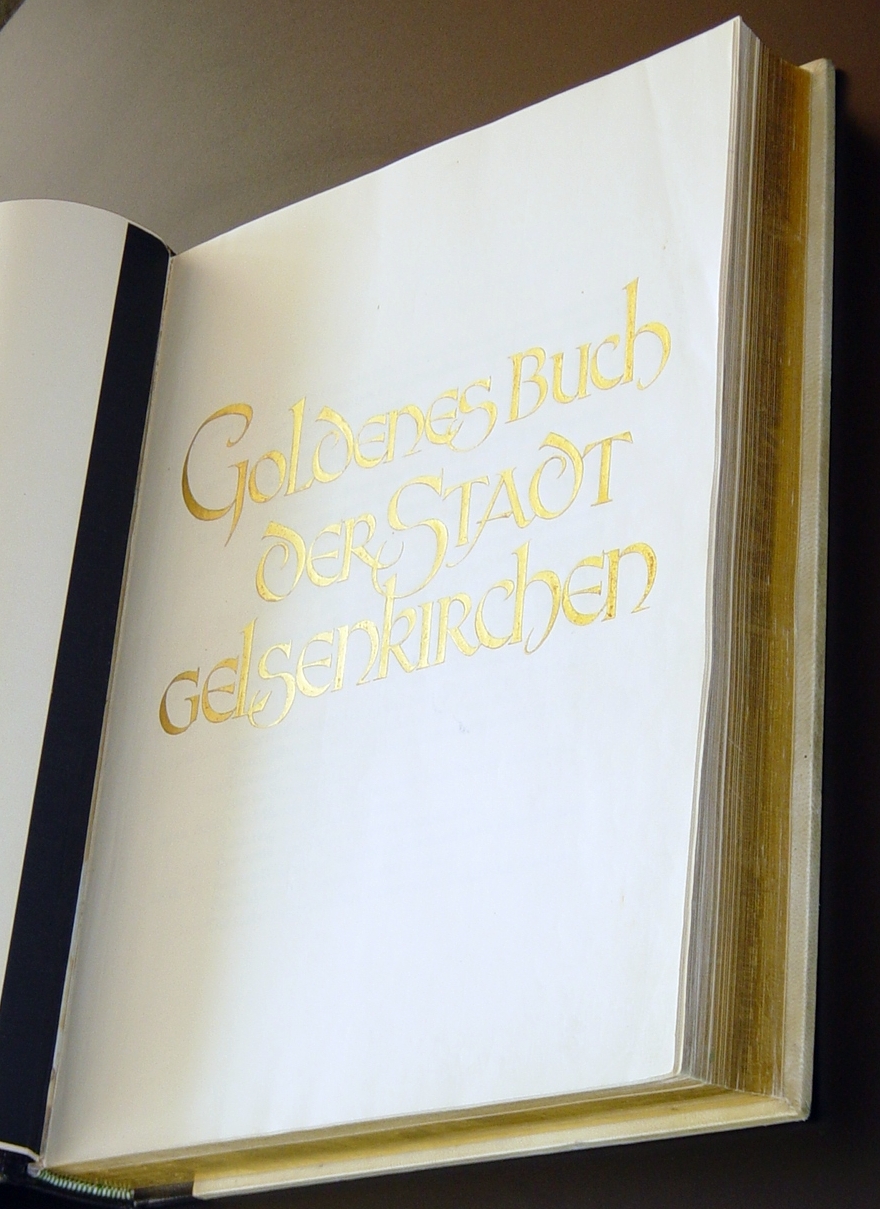 Goldenes Buch
der Stadt
Gelsenkirchen